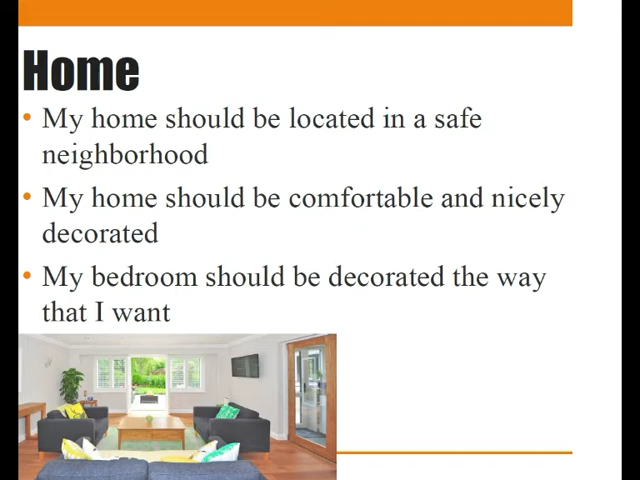 Home
• My home should be located in a safe
neighborhood
• My home should be comfortable and nicely
decorated
• My bedroom should be decorated the way
that I want